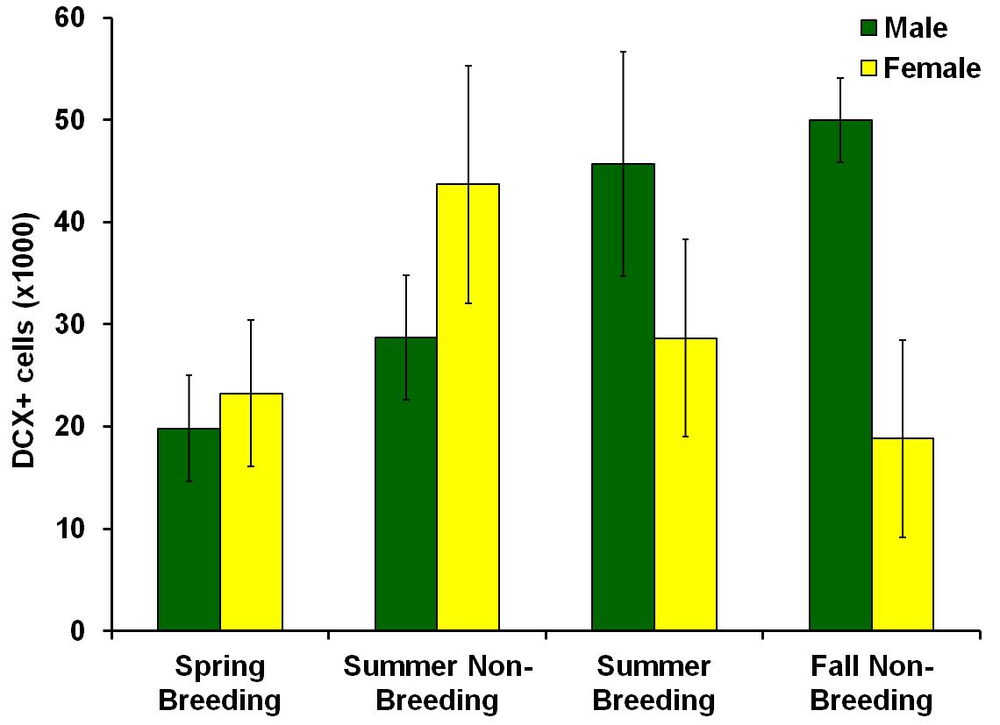 60
50
40
30
20
10
0
DCX+ cells (x1000)
Male
Female
Spring
Breeding
Summer Non-
Breeding
Summer
Breeding
Fall Non-
Breeding